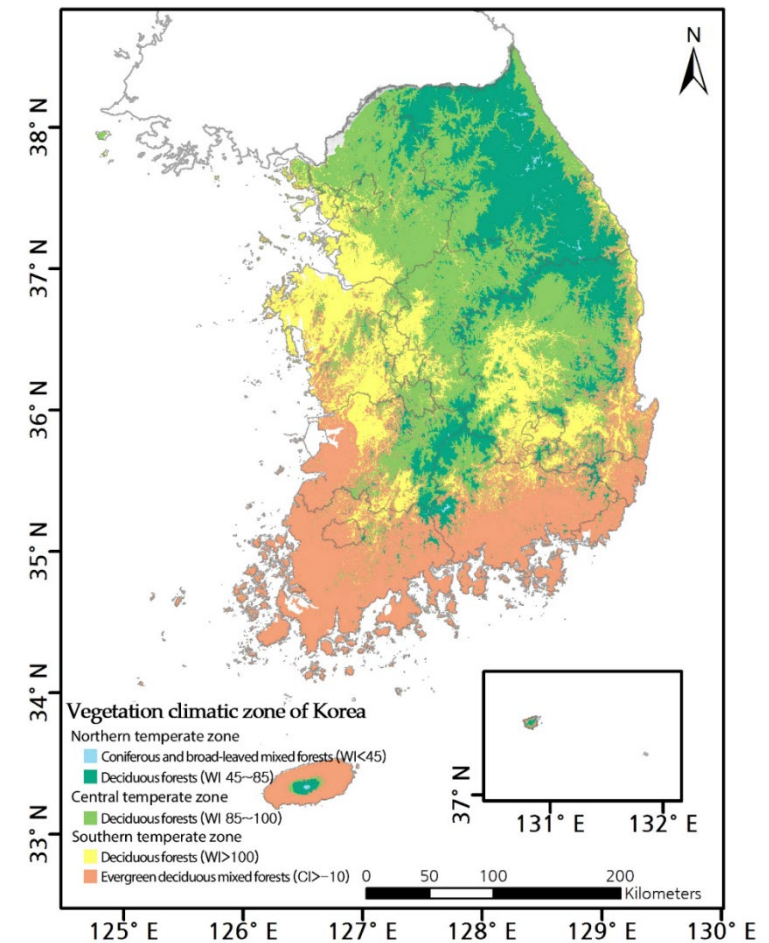 N
38° N
37° N
36° N
35° N
34° N
33° N
Vegetation climatic zone of Korea
Northern temperate zone
Coniferous and broad-leaved mixed forests (WI<45)
Deciduous forests (WI 45~85)
Central temperate zone
Deciduous forests (WI 85~100)
Southern temperate zone
Deciduous forests (WI>100)
Evergreen deciduous mixed forests (CI>-10)
37° N
131° E 132° E
0 50 100 200
Kilometers
125° E 126° E 127° E 128° E 129° E 130° E